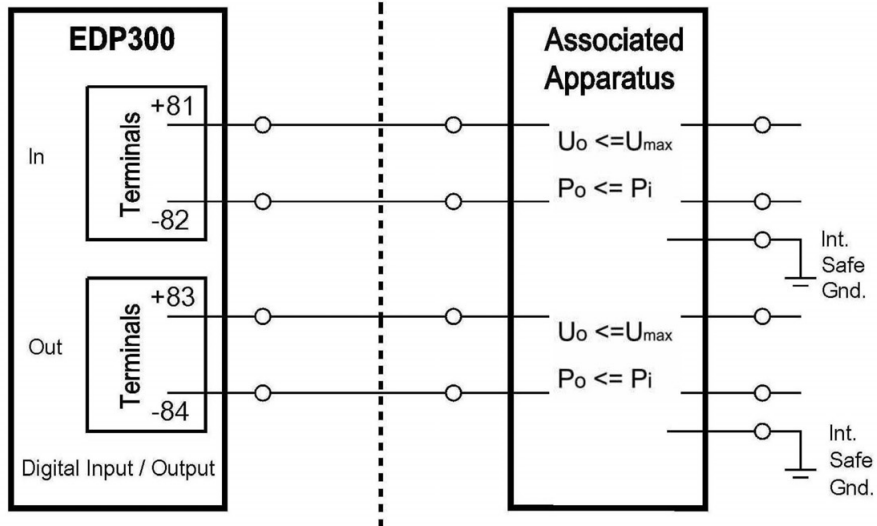 EDP300
In
Terminals
+81
-82
Out
Terminals
+83
-84
Digital Input / Output
Associated
Apparatus
Uo <=Umax
Po <= Pi
Int.
Safe
Gnd.
Uo <=Umax
Po <= Pi
Int.
Safe
Gnd.